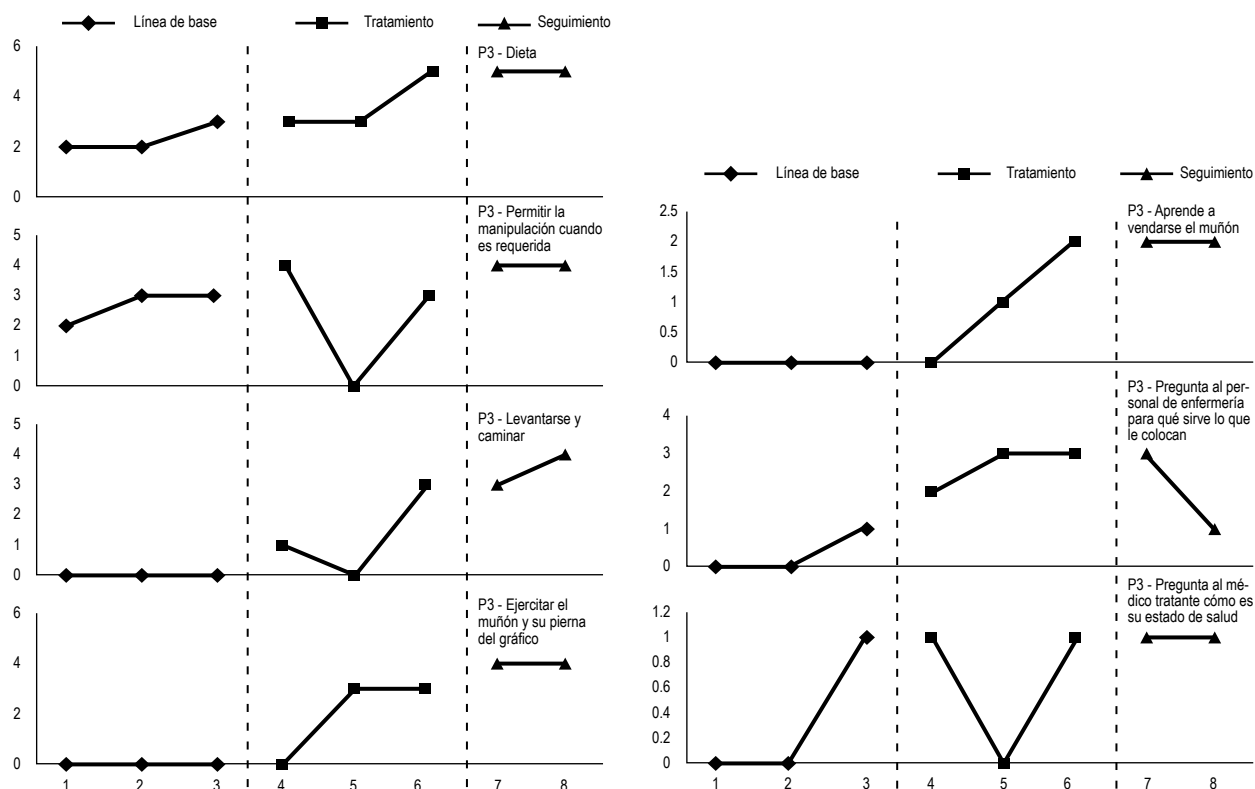 Línea de base Tratamiento Seguimiento
6
4
2
0
P3 - Dieta
5
4
3
2
1
0
P3 - Permitir la
manipulación cuando
es requerida
5
4
3
2
1
0
P3 - Levantarse y
caminar
6
4
2
0
P3 - Ejercitar el
muñón y su pierna
del gráfico
1 2 3 4 5 6 7 8
Línea de base Tratamiento Seguimiento
2.5
2
1.5
1
0.5
0
P3 - Aprende a
vendarse el muñón
4
3
2
1
0
P3 - Pregunta al per-
sonal de enfermería
para qué sirve lo que
le colocan
1.2
1
0.8
0.6
0.4
0.2
0
P3 - Pregunta al mé-
dico tratante cómo es
su estado de salud
1 2 3 4 5 6 7 8